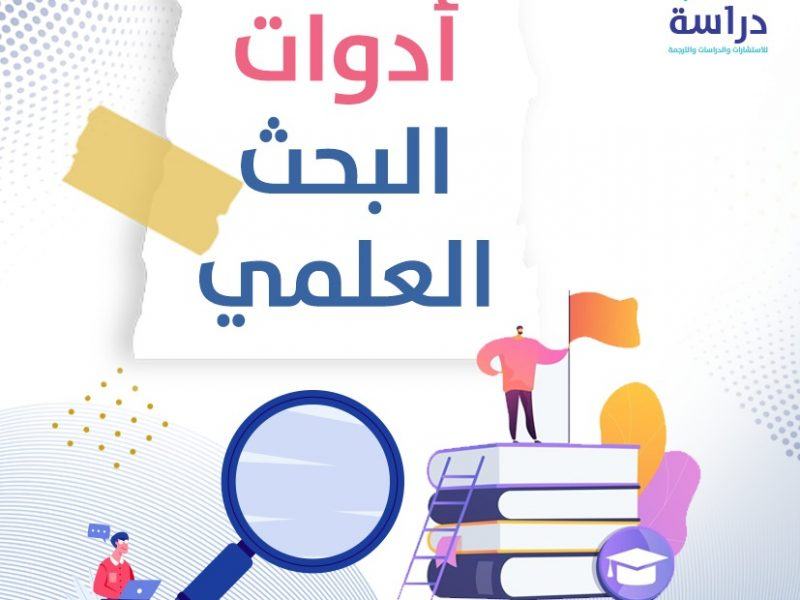 دراسة
للاستشارات والدراسات والترجمة
أدوات
البحث
العلمي